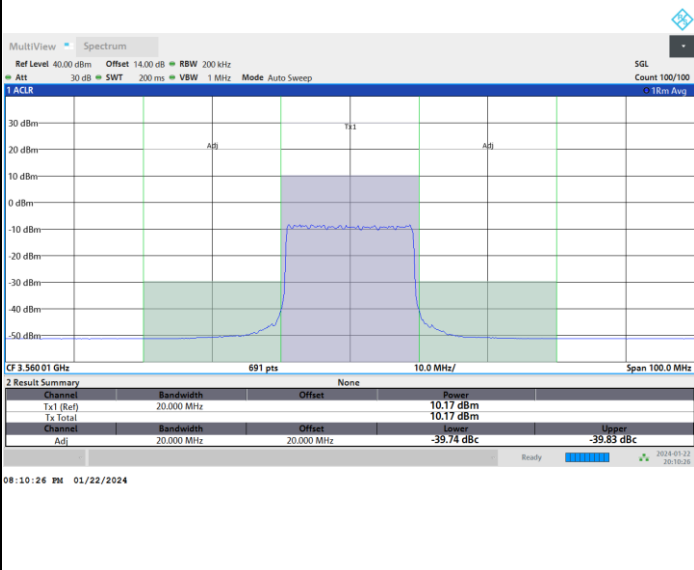 MultiView Spectrum
Ref Level 40.00 dBm Offset 14.00 dB RBW 200 kHz SGL
Att 30 dB SWT 200 ms VBW 1 MHz Mode Auto Sweep Count 100/100
1 ACLR 1Rm Avg
30 dBm
Tx1
20 dBm
Adj Adj
10 dBm
0 dBm
-10 dBm
-20 dBm
-30 dBm
-40 dBm
-50 dBm
CF 3.56001 GHz 691 pts 10.0 MHz/ Span 100.0 MHz
2 Result Summary None
Channel Bandwidth Offset Power
Tx1 (Ref) 20.000 MHz 10.17 dBm
Tx Total 10.17 dBm
Channel Bandwidth Offset Lower Upper
Adj 20.000 MHz 20.000 MHz -39.74 dBc -39.83 dBc
Ready 2024-01-22
20:10:26
08:10:26 PM 01/22/2024